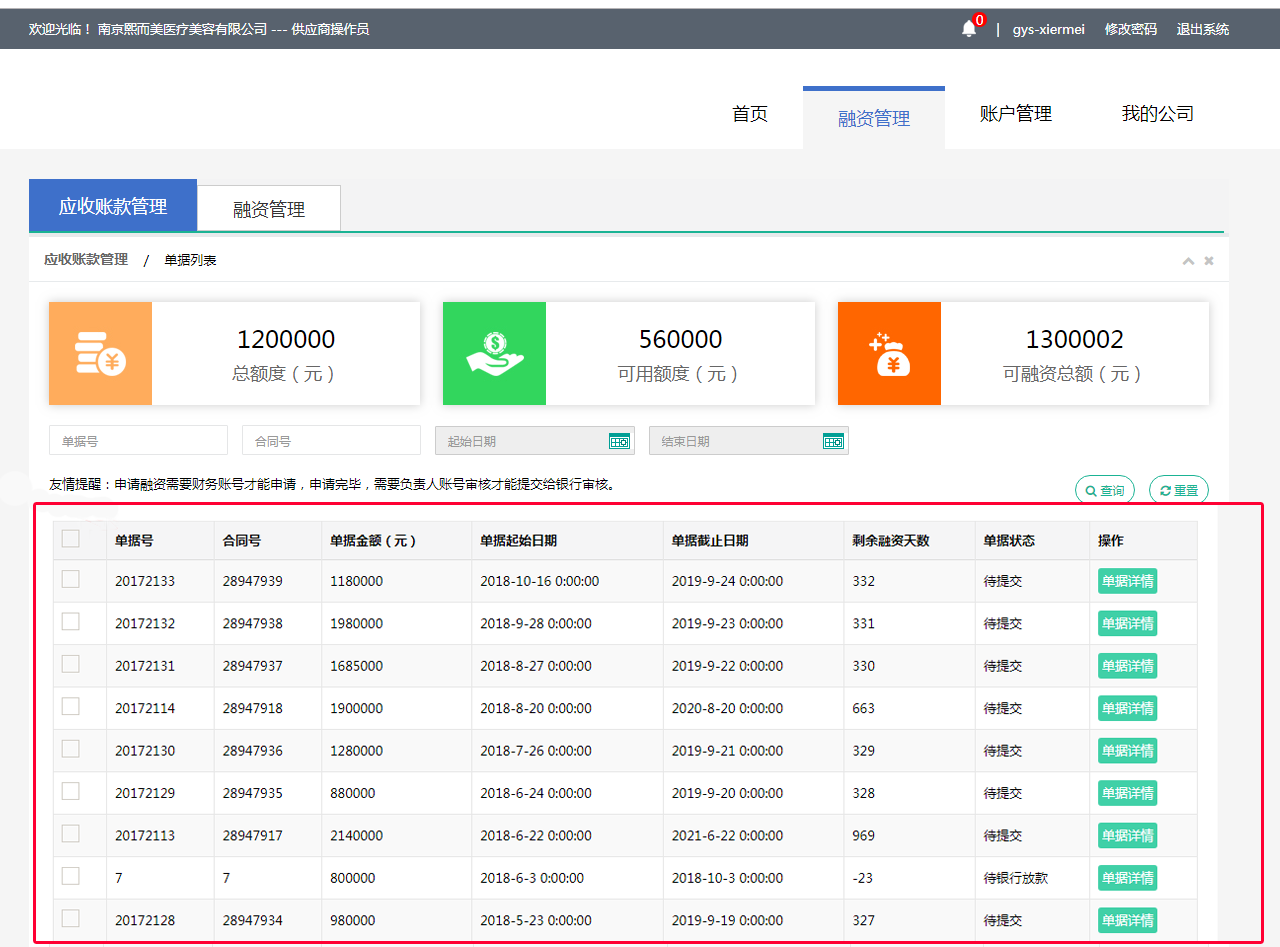 欢迎光临！ 南京熙而美医疗美容有限公司 --- 供应商操作员 0 | gys-xiermei 修改密码 退出系统
首页 融资管理 账户管理 我的公司
应收账款管理 融资管理
应收账款管理 / 单据列表
1200000 560000 1300002
总额度（元） 可用额度（元） 可融资总额（元）
单据号 合同号 起始日期 结束日期
友情提醒：申请融资需要财务账号才能申请，申请完毕，需要负责人账号审核才能提交给银行审核。
查询 重置
单据号 合同号 单据金额（元） 单据起始日期 单据截止日期 剩余融资天数 单据状态 操作
20172133 28947939 1180000 2018-10-16 0:00:00 2019-9-24 0:00:00 332 待提交 单据详情
20172132 28947938 1980000 2018-9-28 0:00:00 2019-9-23 0:00:00 331 待提交 单据详情
20172131 28947937 1685000 2018-8-27 0:00:00 2019-9-22 0:00:00 330 待提交 单据详情
20172114 28947918 1900000 2018-8-20 0:00:00 2020-8-20 0:00:00 663 待提交 单据详情
20172130 28947936 1280000 2018-7-26 0:00:00 2019-9-21 0:00:00 329 待提交 单据详情
20172129 28947935 880000 2018-6-24 0:00:00 2019-9-20 0:00:00 328 待提交 单据详情
20172113 28947917 2140000 2018-6-22 0:00:00 2021-6-22 0:00:00 969 待提交 单据详情
7 7 800000 2018-6-3 0:00:00 2018-10-3 0:00:00 -23 待银行放款 单据详情
20172128 28947934 980000 2018-5-23 0:00:00 2019-9-19 0:00:00 327 待提交 单据详情